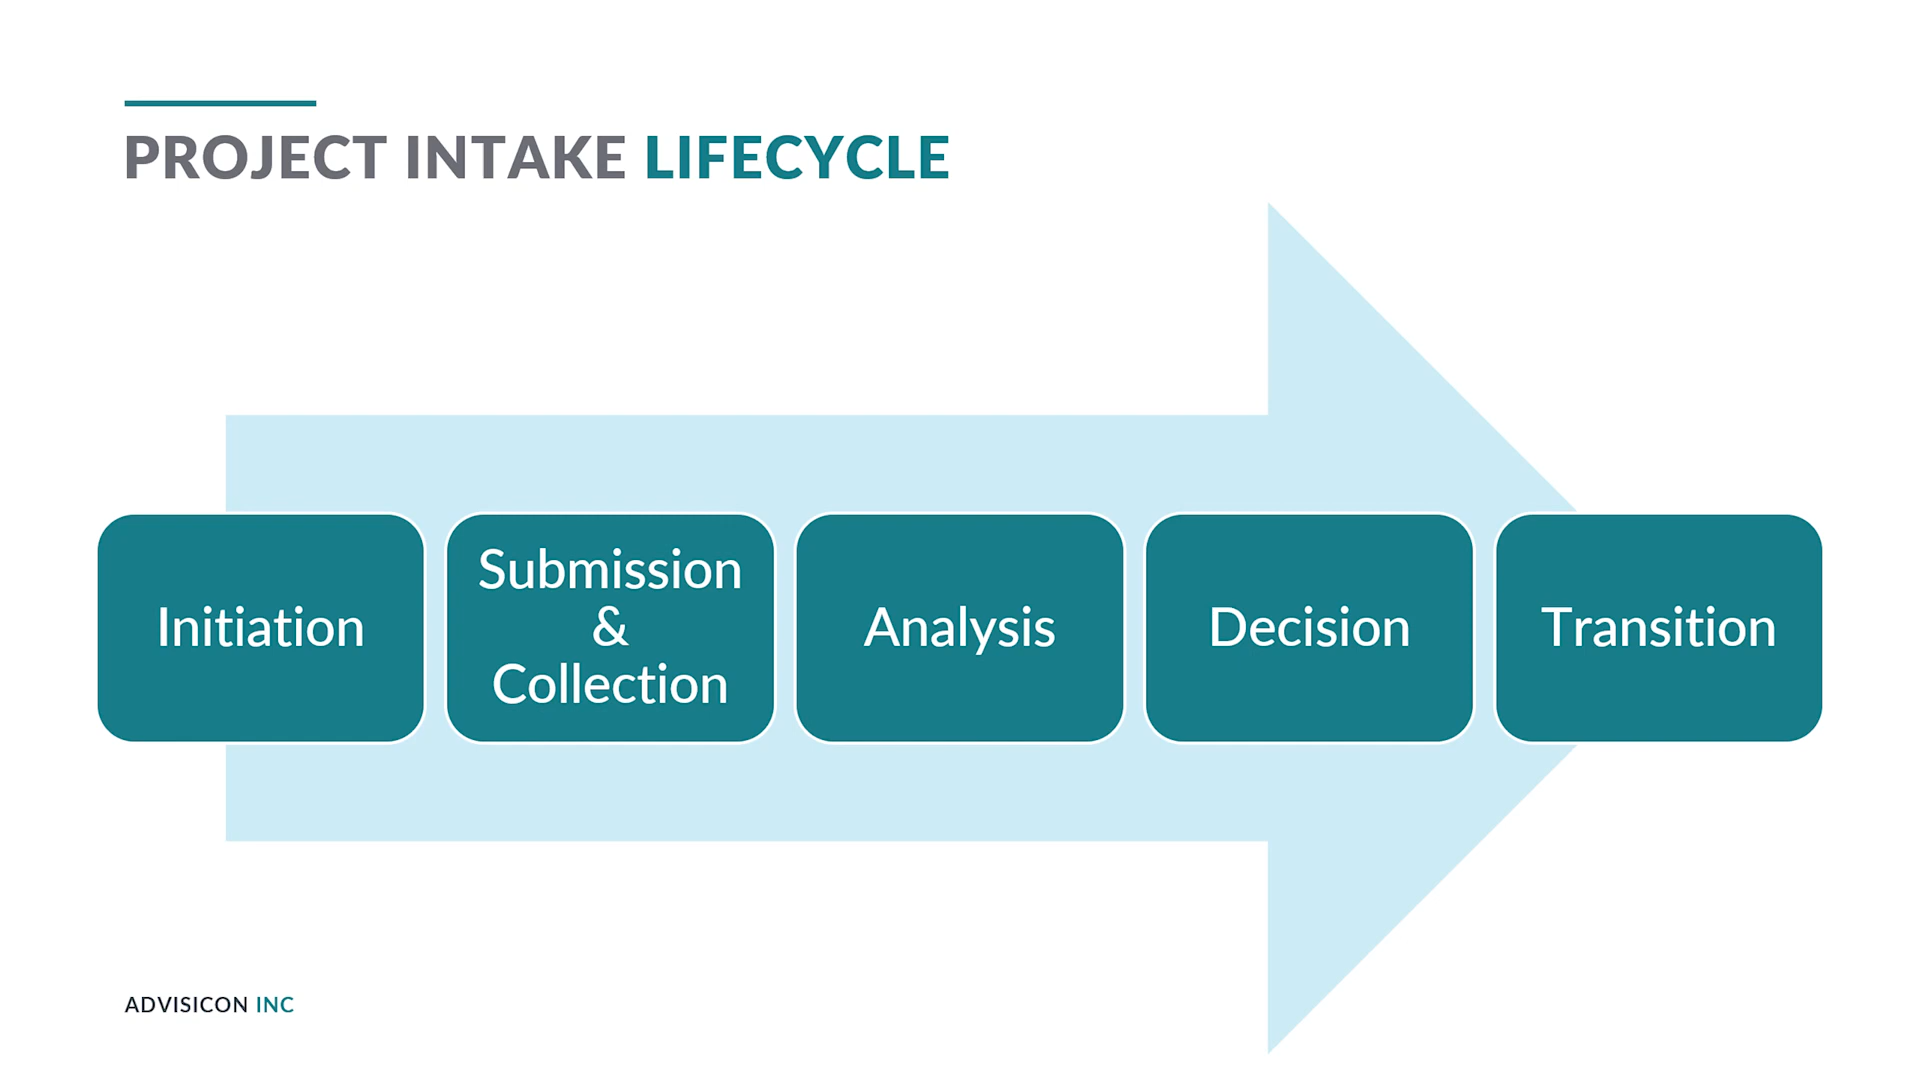 PROJECT INTAKE LIFECYCLE
Initiation
Submission
&
Collection
Analysis
Decision
Transition
ADVISICON INC